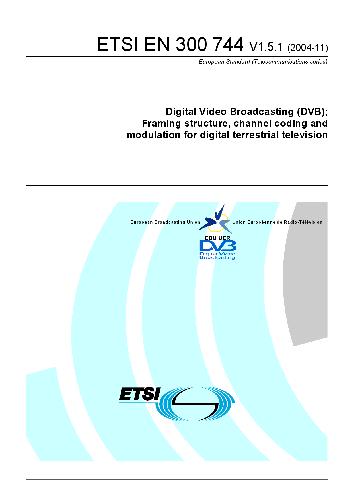 ETSI EN 300 744 V1.5.1 (2004-11)
European Standard (Telecommunications series)
Digital Video Broadcasting (DVB);
Framing structure, channel coding and
modulation for digital terrestrial television
European Broadcasting Union Union Européenne de Radio-Télévision
EBU·UER
DVB
Digital Video
Broadcasting
ETSI